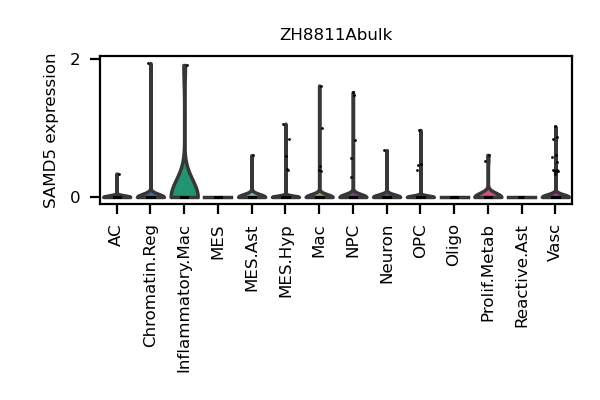 ZH8811Abulk
SAMD5 expression
2
0
AC
Chromatin.Reg
Inflammatory.Mac
MES
MES.Ast
MES.Hyp
Mac
NPC
Neuron
OPC
Oligo
Prolif.Metab
Reactive.Ast
Vasc